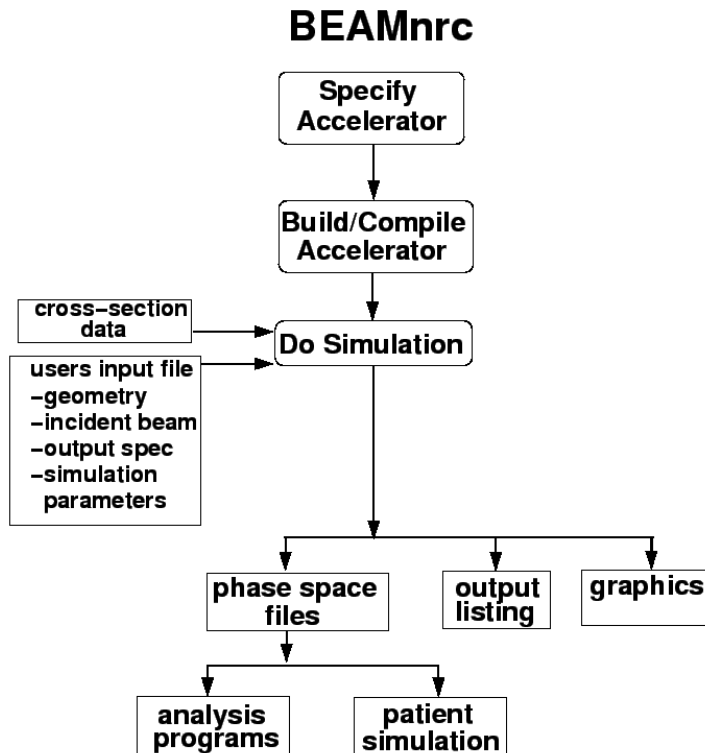 BEAMnrc
Specify
Accelerator
Build/Compile
Accelerator
cross-section
data
Do Simulation
users input file
-geometry
-incident beam
-output spec
-simulation
parameters
phase space
files
output
listing
graphics
analysis
programs
patient
simulation